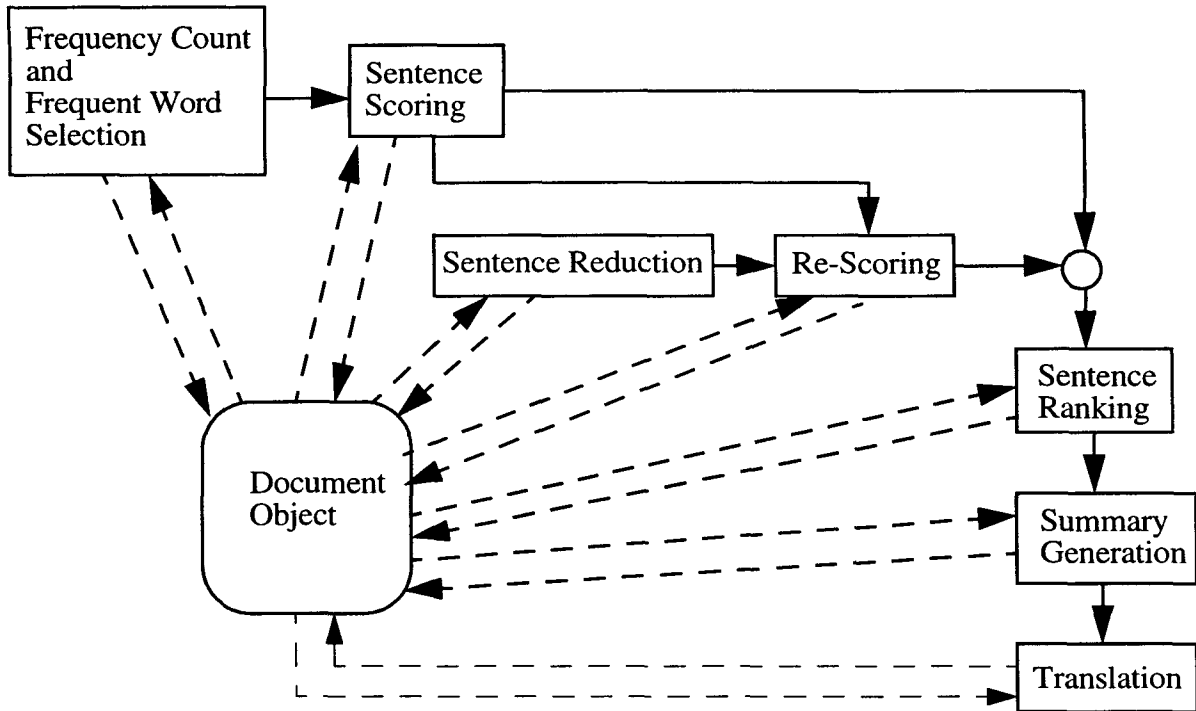 Frequency Count
and
Frequent Word
Selection
Sentence
Scoring
Sentence Reduction
Re-Scoring
Sentence
Ranking
Document
Object
Summary
Generation
Translation